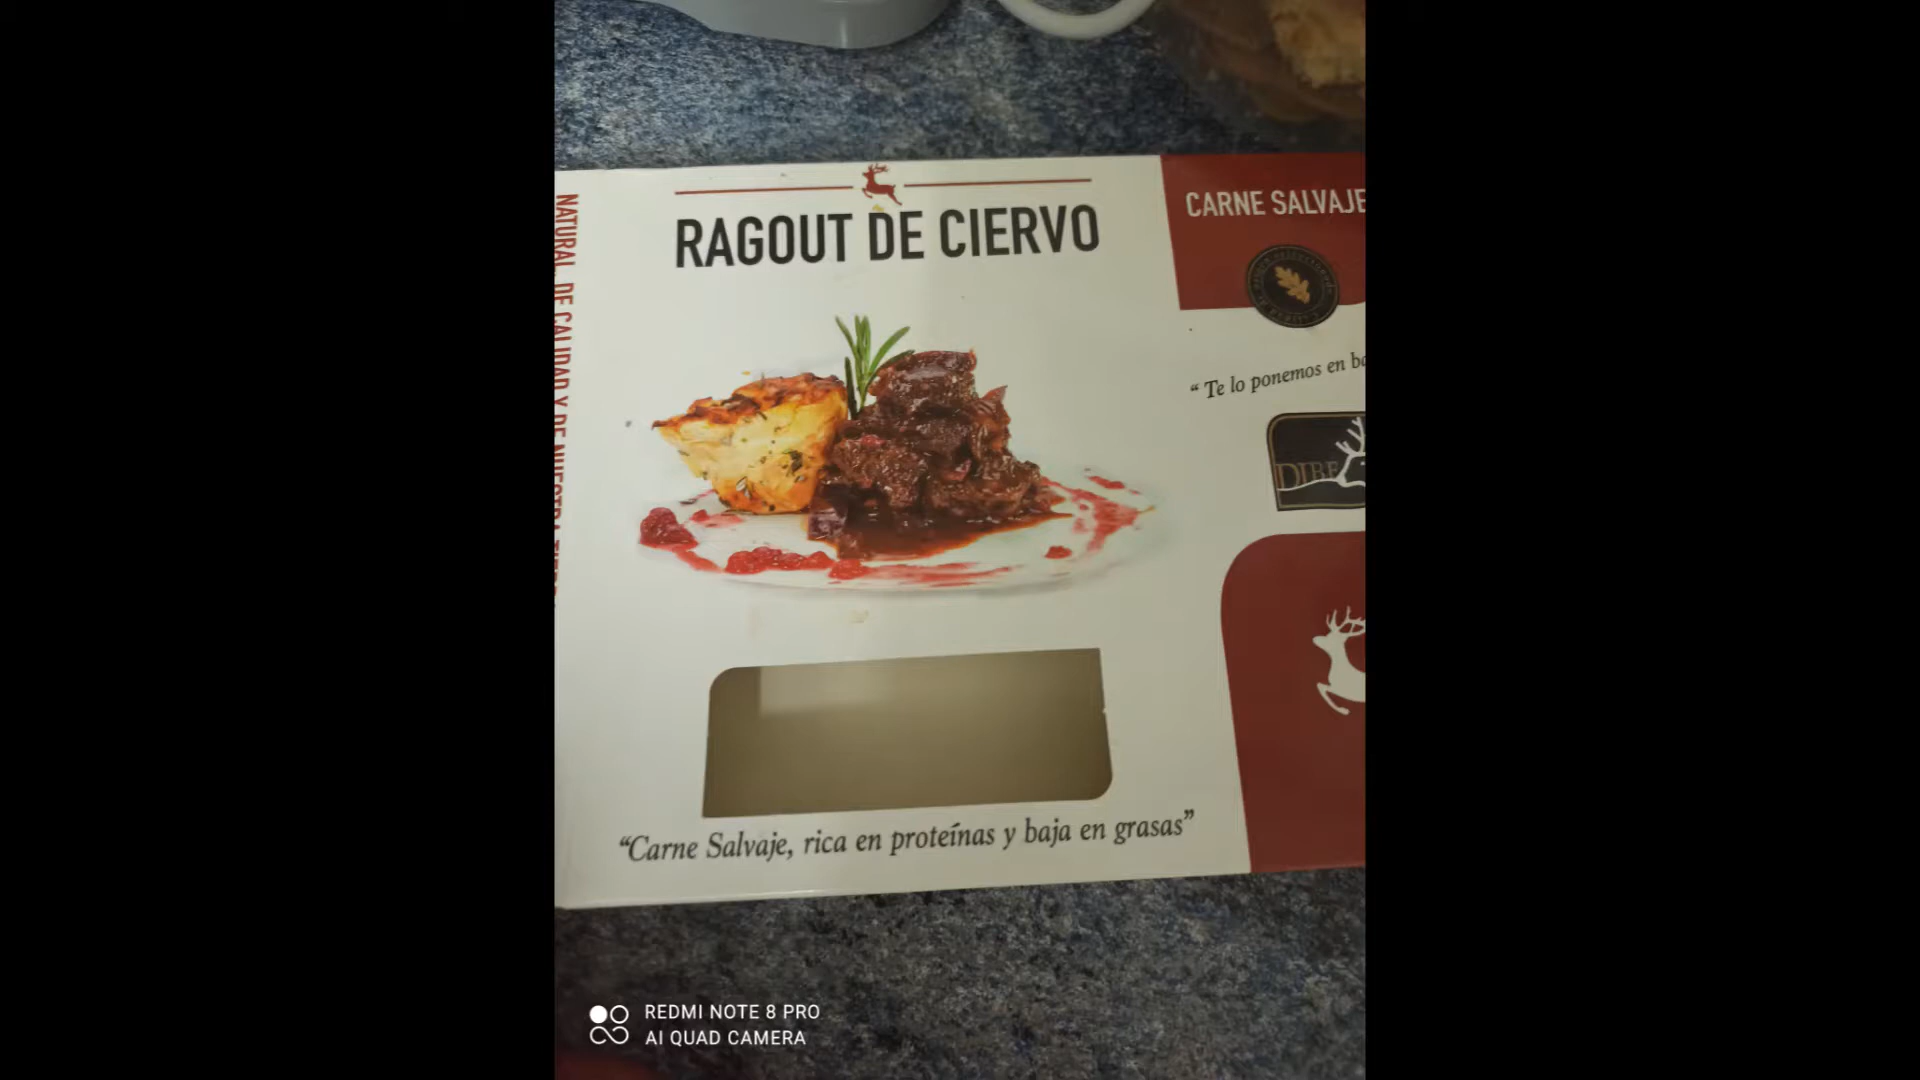 RAGOUT DE CIERVO
CARNE SALVAJE
“ Te lo ponemos en
DIBE
“Carne Salvaje, rica en proteínas y baja en grasas”
NATURAL, DE CALIDAD Y DE NUESTRA
REDMI NOTE 8 PRO
AI QUAD CAMERA